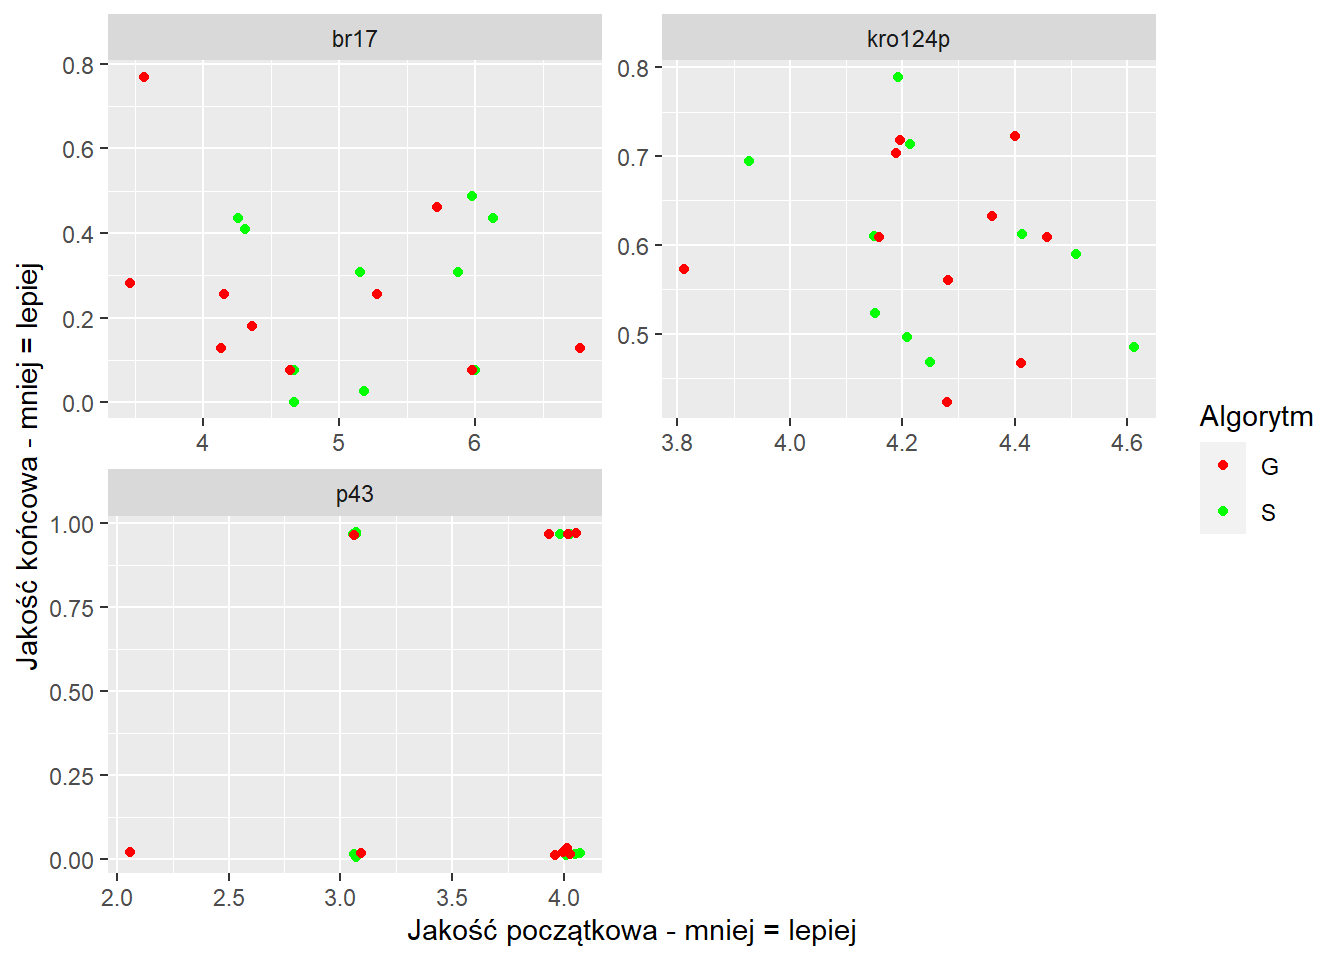 br17
kro124p
0.8
0.6
0.4
0.2
0.0
4 5 6
0.8
0.7
0.6
0.5
3.8 4.0 4.2 4.4 4.6
p43
1.00
0.75
0.50
0.25
0.00
2.0 2.5 3.0 3.5 4.0
Jakość końcowa - mniej = lepiej
Jakość początkowa - mniej = lepiej
Algorytm
G
S